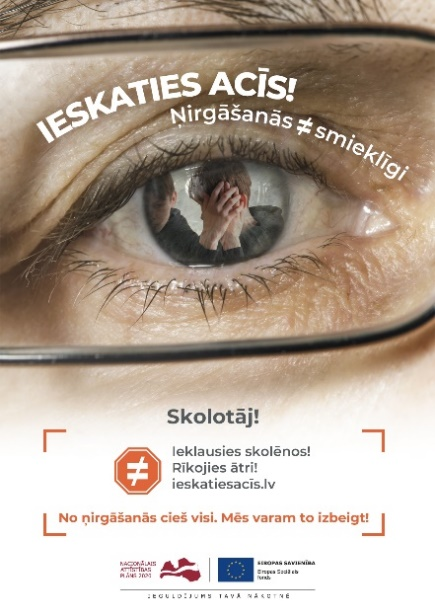 IESKATIES ACĪS!
Ņirgāšanās ≠ smieklīgi
Skolotāj!
≠
Ieklausies skolēnos!
Rīkojies ātri!
ieskatiesacīs.lv
No ņirgāšanās cieš visi. Mēs varam to izbeigt!
NACIONĀLAIS
ATTĪSTĪBAS
PLĀNS 2020
EIROPAS SAVIENĪBA
Eiropas Sociālais
fonds
IEGULDĪJUMS TAVĀ NĀKOTNĒ